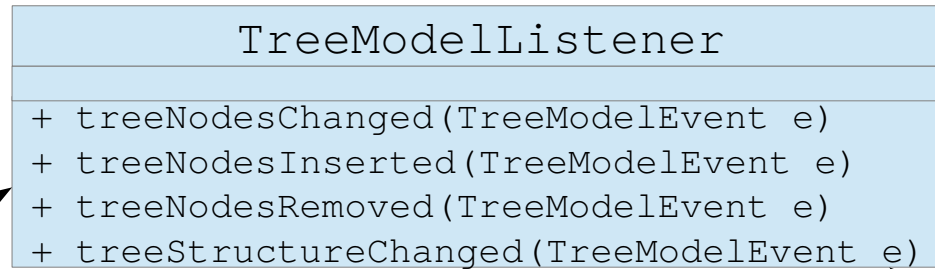 TreeModelListener
+ treeNodesChanged(TreeModelEvent e)
+ treeNodesInserted(TreeModelEvent e)
+ treeNodesRemoved(TreeModelEvent e)
+ treeStructureChanged(TreeModelEvent e)